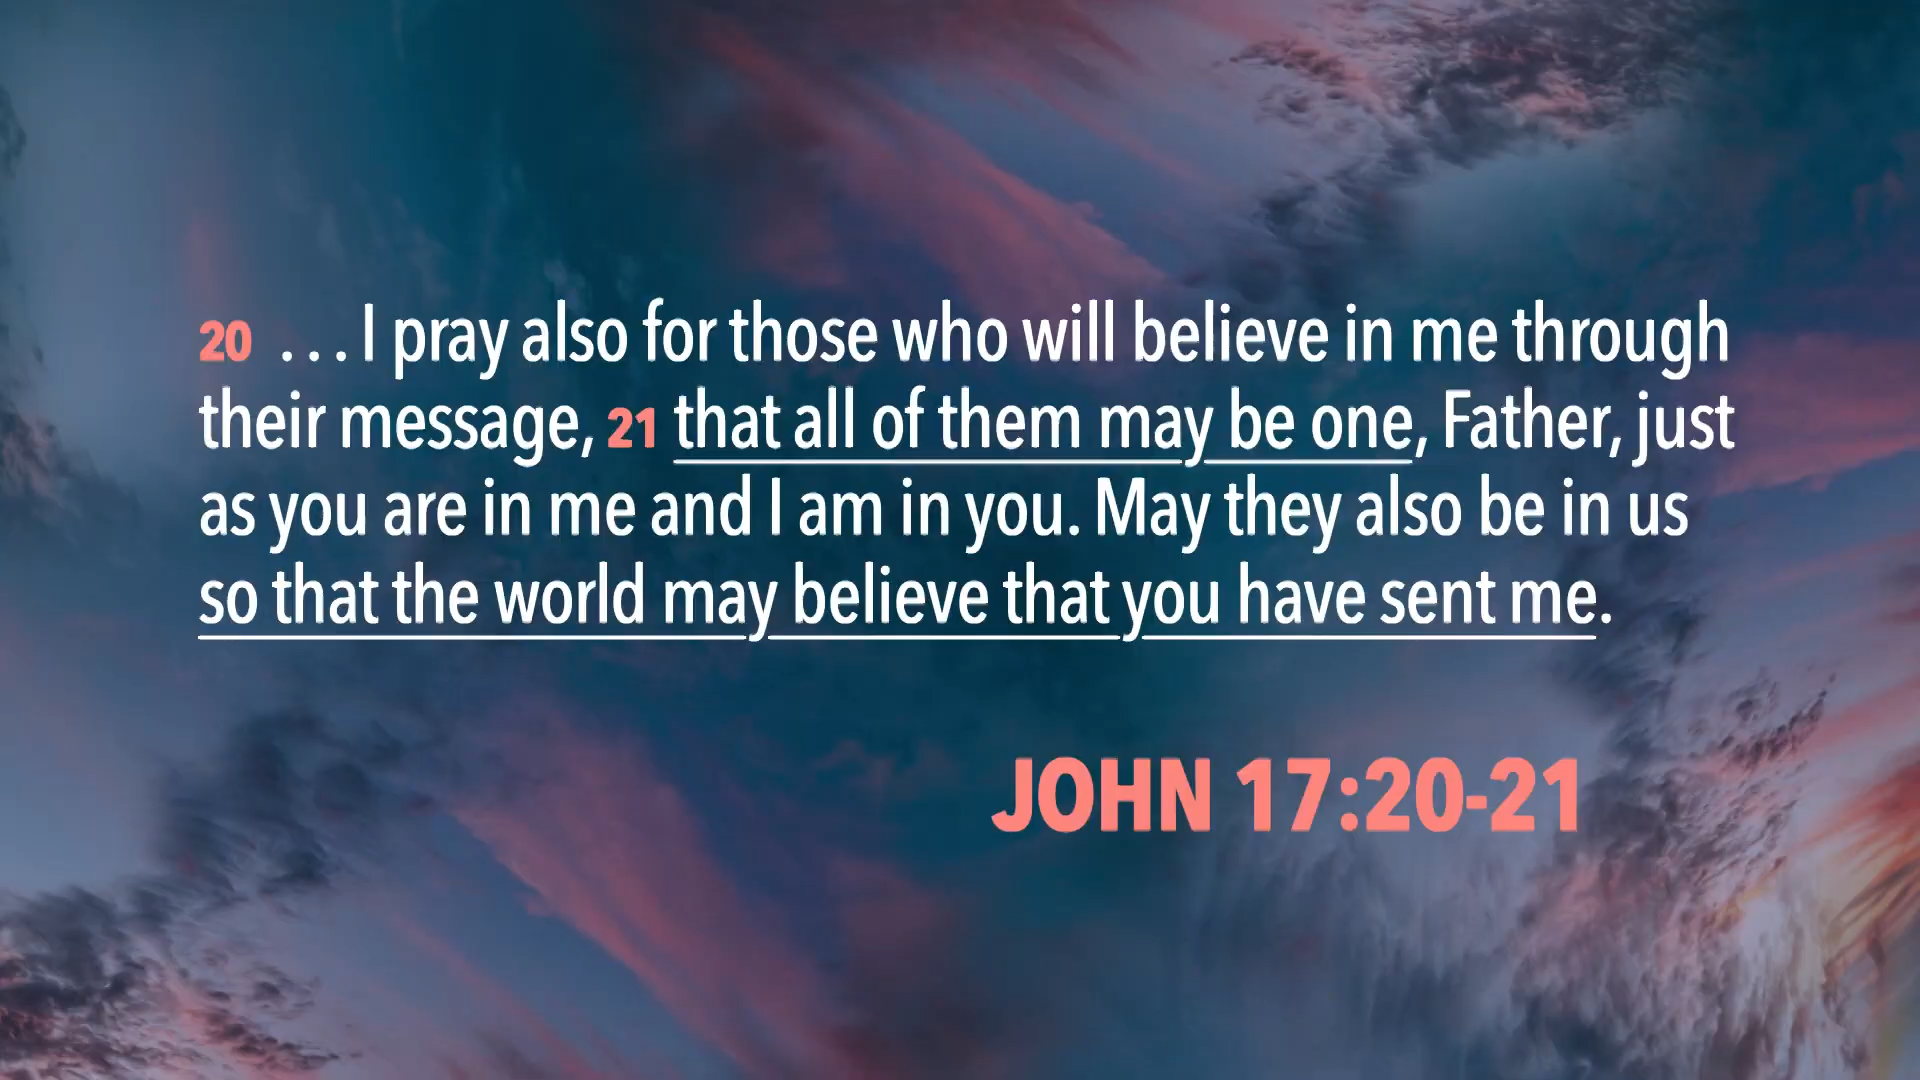 20 ...I pray also for those who will believe in me through
their message, 21 that all of them may be one, Father, just
as you are in me and I am in you. May they also be in us
so that the world may believe that you have sent me.
JOHN 17:20-21